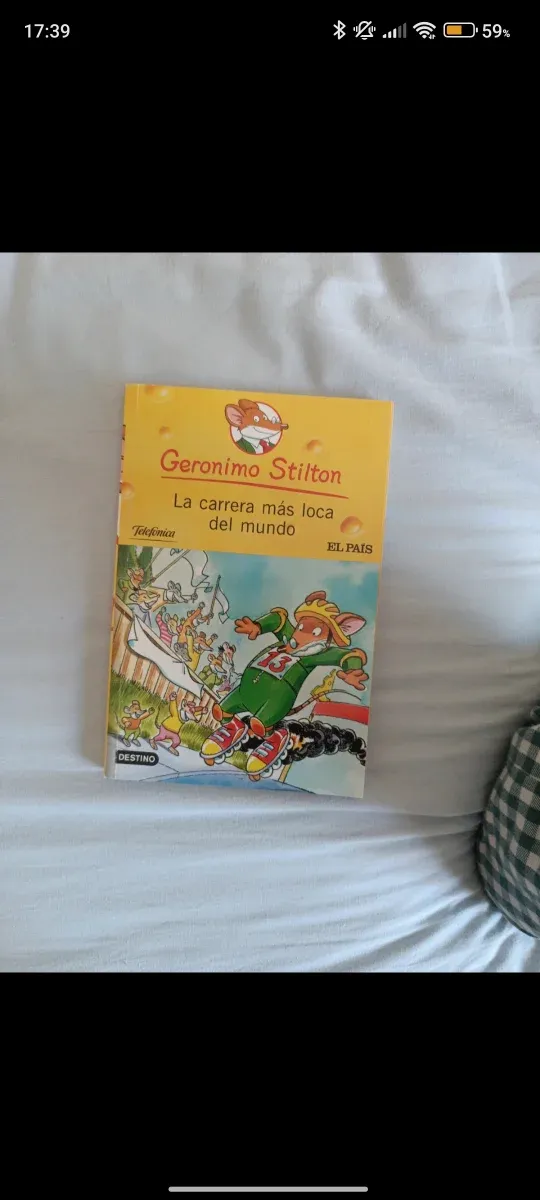 17:39
59%
Geronimo Stilton
La carrera más loca
del mundo
Telefónica
EL PAÍS
13
DESTINO